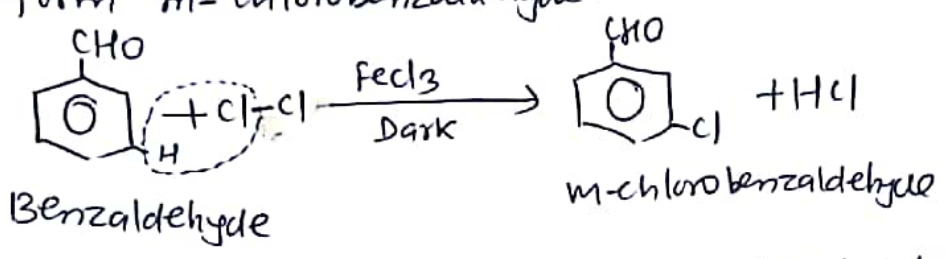 CHO CHO
+ Cl-Cl FeCl3 + HCl
H Dark Cl
m-chlorobenzaldehyde
Benzaldehyde